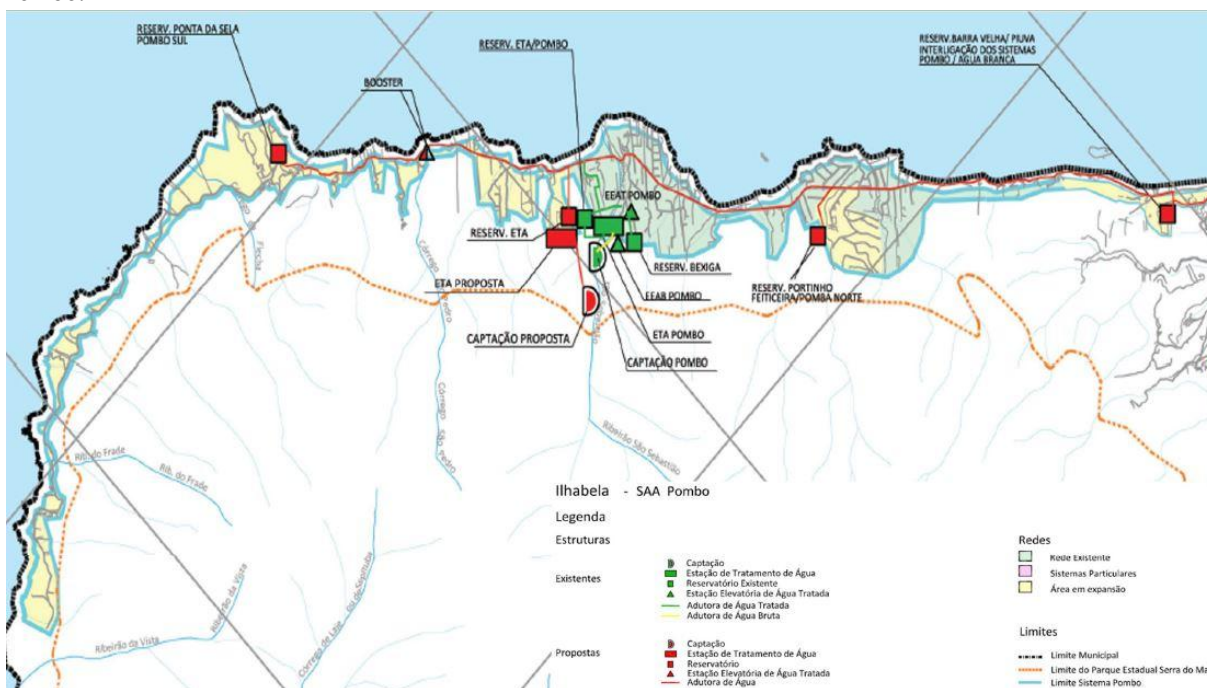 RESERV. PONTA DA SELA
POMBO SUL
BOOSTER
RESERV. ETA/POMBO
RESERV.BARRA VELHA/ PIUVA
INTERLIGAÇÃO DOS SISTEMAS
POMBO / AGUA BRANCA
EEAT POMBO
RESERV. ETA
RESERV. BEXIGA
ETA PROPOSTA
EEAB POMBO
RESERV. PORTINHO
FEITICEIRA/POMBA NORTE
CAPTAÇÃO PROPOSTA
ETA POMBO
CAPTAÇÃO POMBO
Flecha
Córrego São Pedro
Ribeirão São Sebastião
Rib. do Frade
Rib. do Frade
Ribeirão da Vista
Ribeirão da Vista
Ilhabela - SAA Pombo
Legenda
Estruturas
Existentes
Captação
Estação de Tratamento de Água
Reservatório Existente
Estação Elevatória de Água Tratada
Adutora de Água Tratada
Adutora de Água Bruta
Propostas
Captação
Estação de Tratamento de Água
Reservatório
Estação Elevatória de Água Tratada
Adutora de Água
Redes
Rede Existente
Sistemas Particulares
Área em expansão
Limites
Limite Municipal
Limite do Parque Estadual Serra do Ma
Limite Sistema Pombo